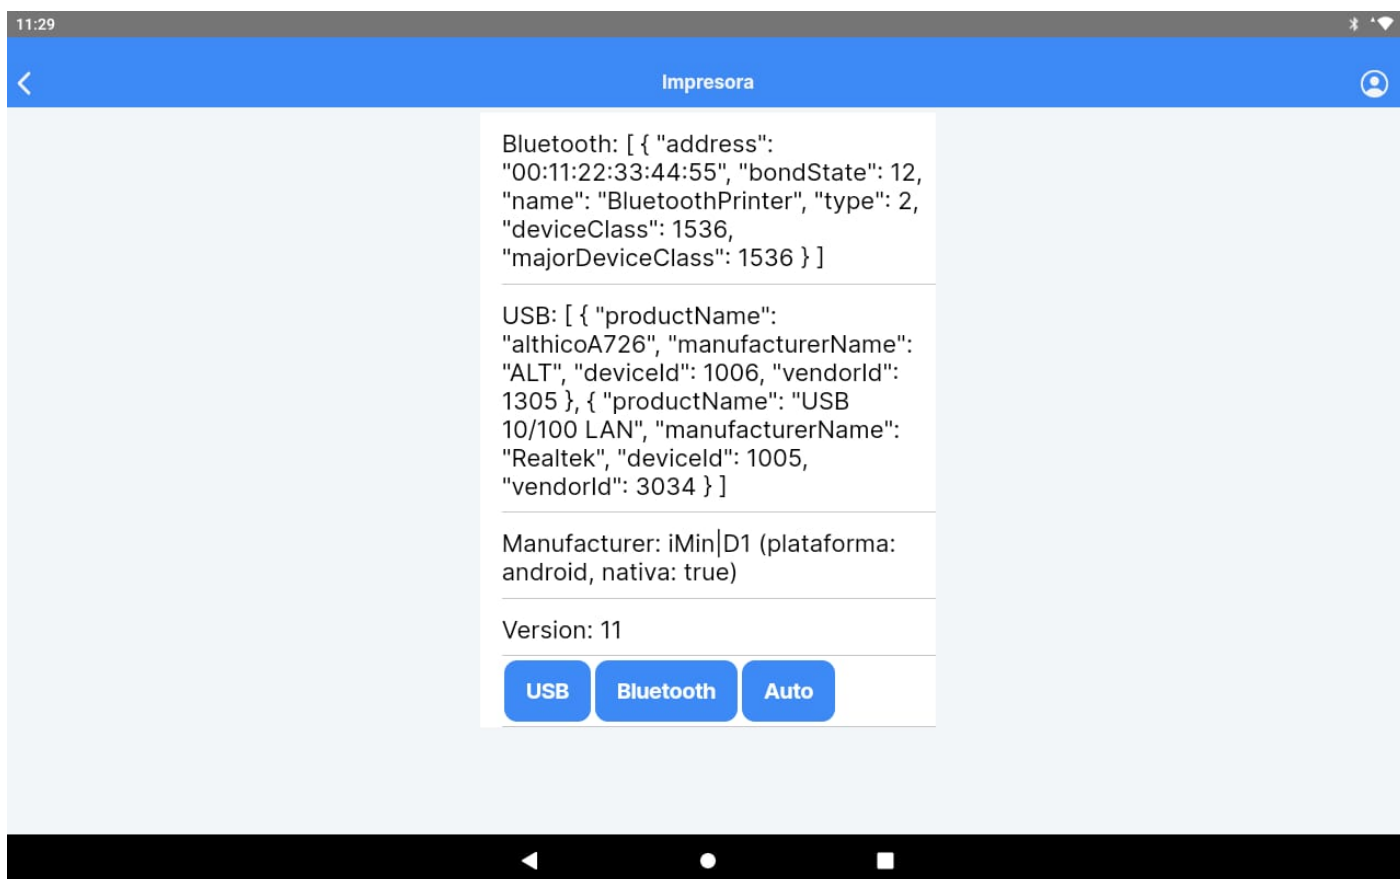 11:29
Impresora
Bluetooth: [ { "address":
"00:11:22:33:44:55", "bondState": 12,
"name": "BluetoothPrinter", "type": 2,
"deviceClass": 1536,
"majorDeviceClass": 1536 } ]
USB: [ { "productName":
"althicoA726", "manufacturerName":
"ALT", "deviceId": 1006, "vendorId":
1305 }, { "productName": "USB
10/100 LAN", "manufacturerName":
"Realtek", "deviceId": 1005,
"vendorId": 3034 } ]
Manufacturer: iMin|D1 (plataforma:
android, nativa: true)
Version: 11
USB Bluetooth Auto